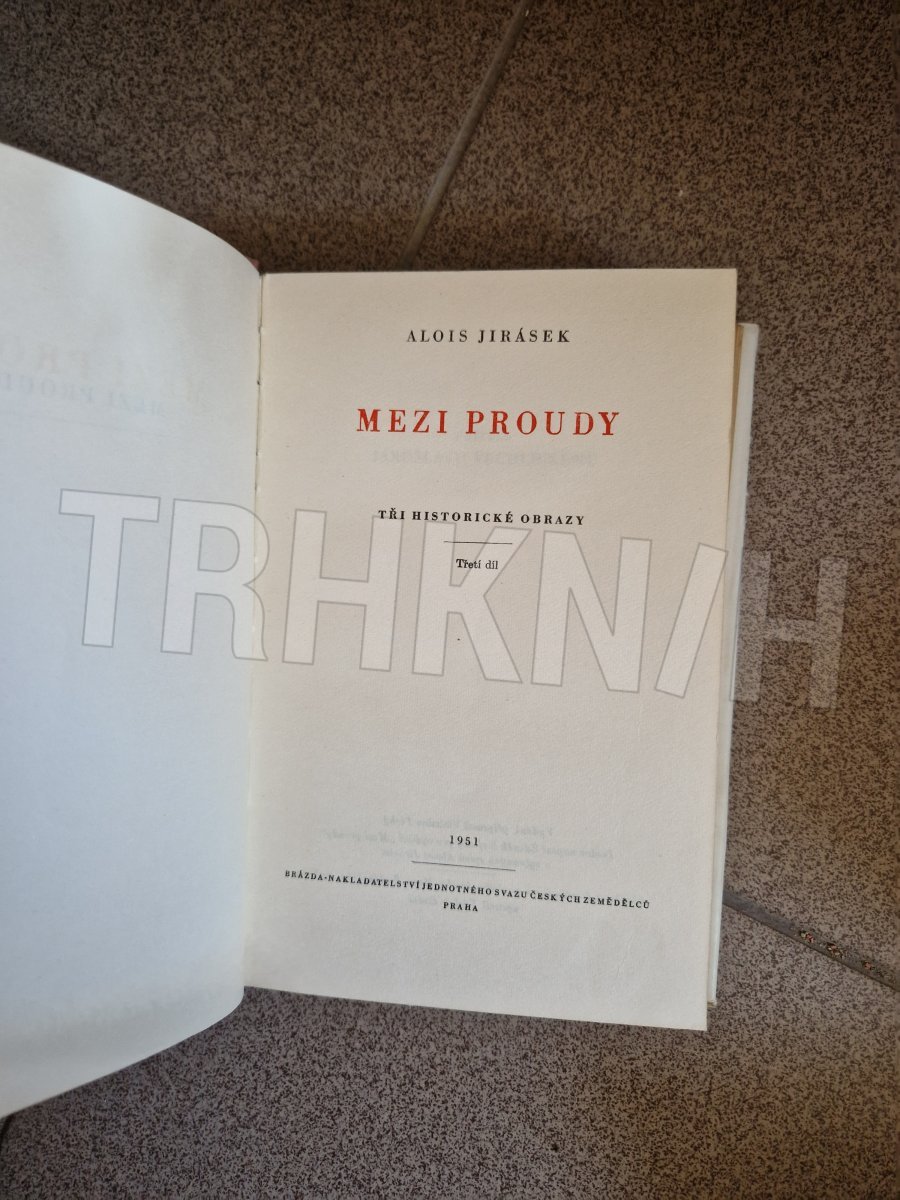 ALOIS JIRÁSEK
MEZI PROUDY
TŘI HISTORICKÉ OBRAZY
Třetí díl
TRHKNIH
1951
BRÁZDA-NAKLADATELSTVÍ JEDNOTNÉHO SVAZU ČESKÝCH ZEMĚDĚLCŮ
PRAHA